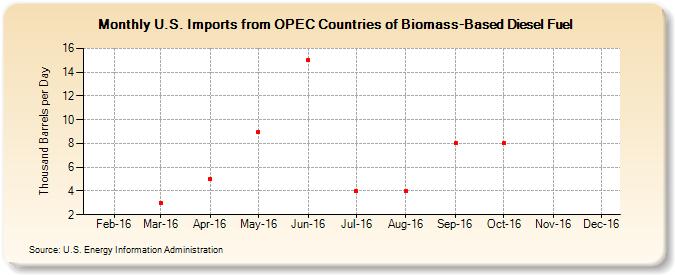 Monthly U.S. Imports from OPEC Countries of Biomass-Based Diesel Fuel
Thousand Barrels per Day
16
14
12
10
8
6
4
2
Feb-16 Mar-16 Apr-16 May-16 Jun-16 Jul-16 Aug-16 Sep-16 Oct-16 Nov-16 Dec-16
Source: U.S. Energy Information Administration